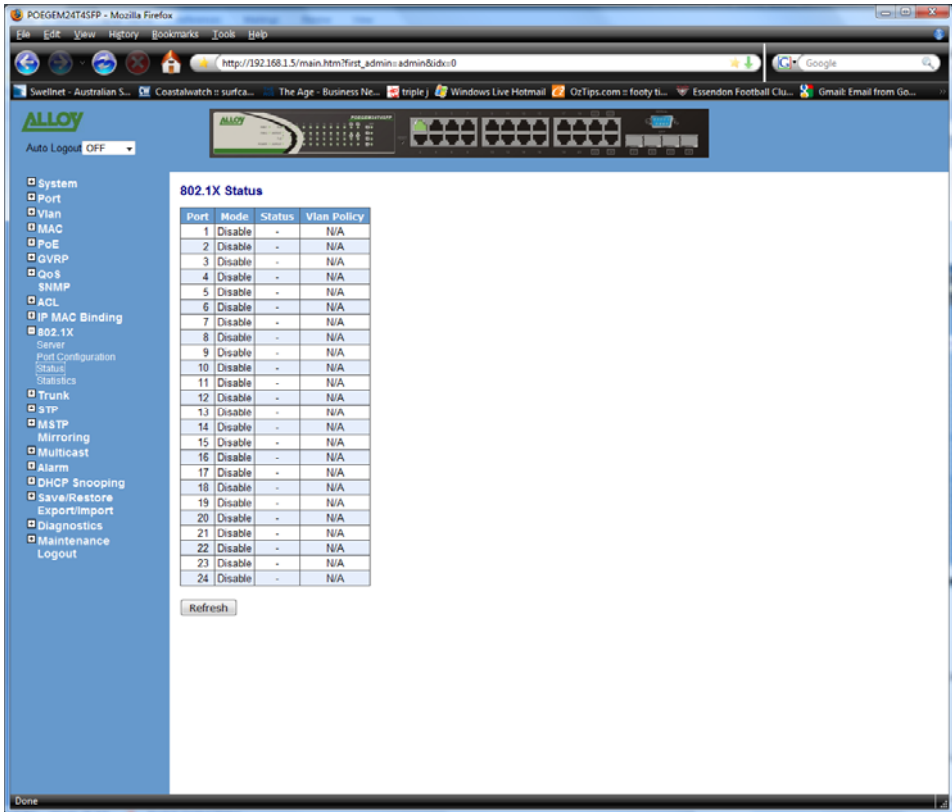 POEGEM24T4SFP - Mozilla Firefox
File Edit View History Bookmarks Tools Help
http://192.168.1.5/main.htm?first_admin=admin&idx=0
Google
Swellnet - Australian S... Coastalwatch :: surfca... The Age - Business Ne... triple j Windows Live Hotmail OzTips.com :: footy ti... Essendon Football Clu... Gmail: Email from Go...
ALLOY
ALLOY
Auto Logout OFF
System
Port
Vlan
MAC
PoE
GVRP
QoS
SNMP
ACL
IP MAC Binding
802.1X
Server
Port Configuration
Status
Statistics
Trunk
STP
MSTP
Mirroring
Multicast
Alarm
DHCP Snooping
Save/Restore
Export/Import
Diagnostics
Maintenance
Logout
802.1X Status
Port Mode Status Vlan Policy
1 Disable - N/A
2 Disable - N/A
3 Disable - N/A
4 Disable - N/A
5 Disable - N/A
6 Disable - N/A
7 Disable - N/A
8 Disable - N/A
9 Disable - N/A
10 Disable - N/A
11 Disable - N/A
12 Disable - N/A
13 Disable - N/A
14 Disable - N/A
15 Disable - N/A
16 Disable - N/A
17 Disable - N/A
18 Disable - N/A
19 Disable - N/A
20 Disable - N/A
21 Disable - N/A
22 Disable - N/A
23 Disable - N/A
24 Disable - N/A
Refresh
Done